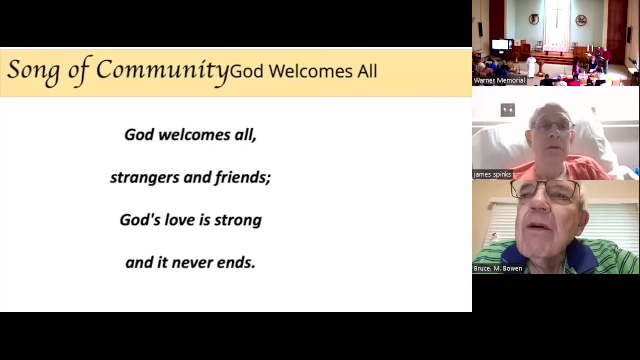 Song of Community God Welcomes All
God welcomes all,
strangers and friends;
God's love is strong
and it never ends.
Warner Memorial
james spinks
Bruce. M. Bowen